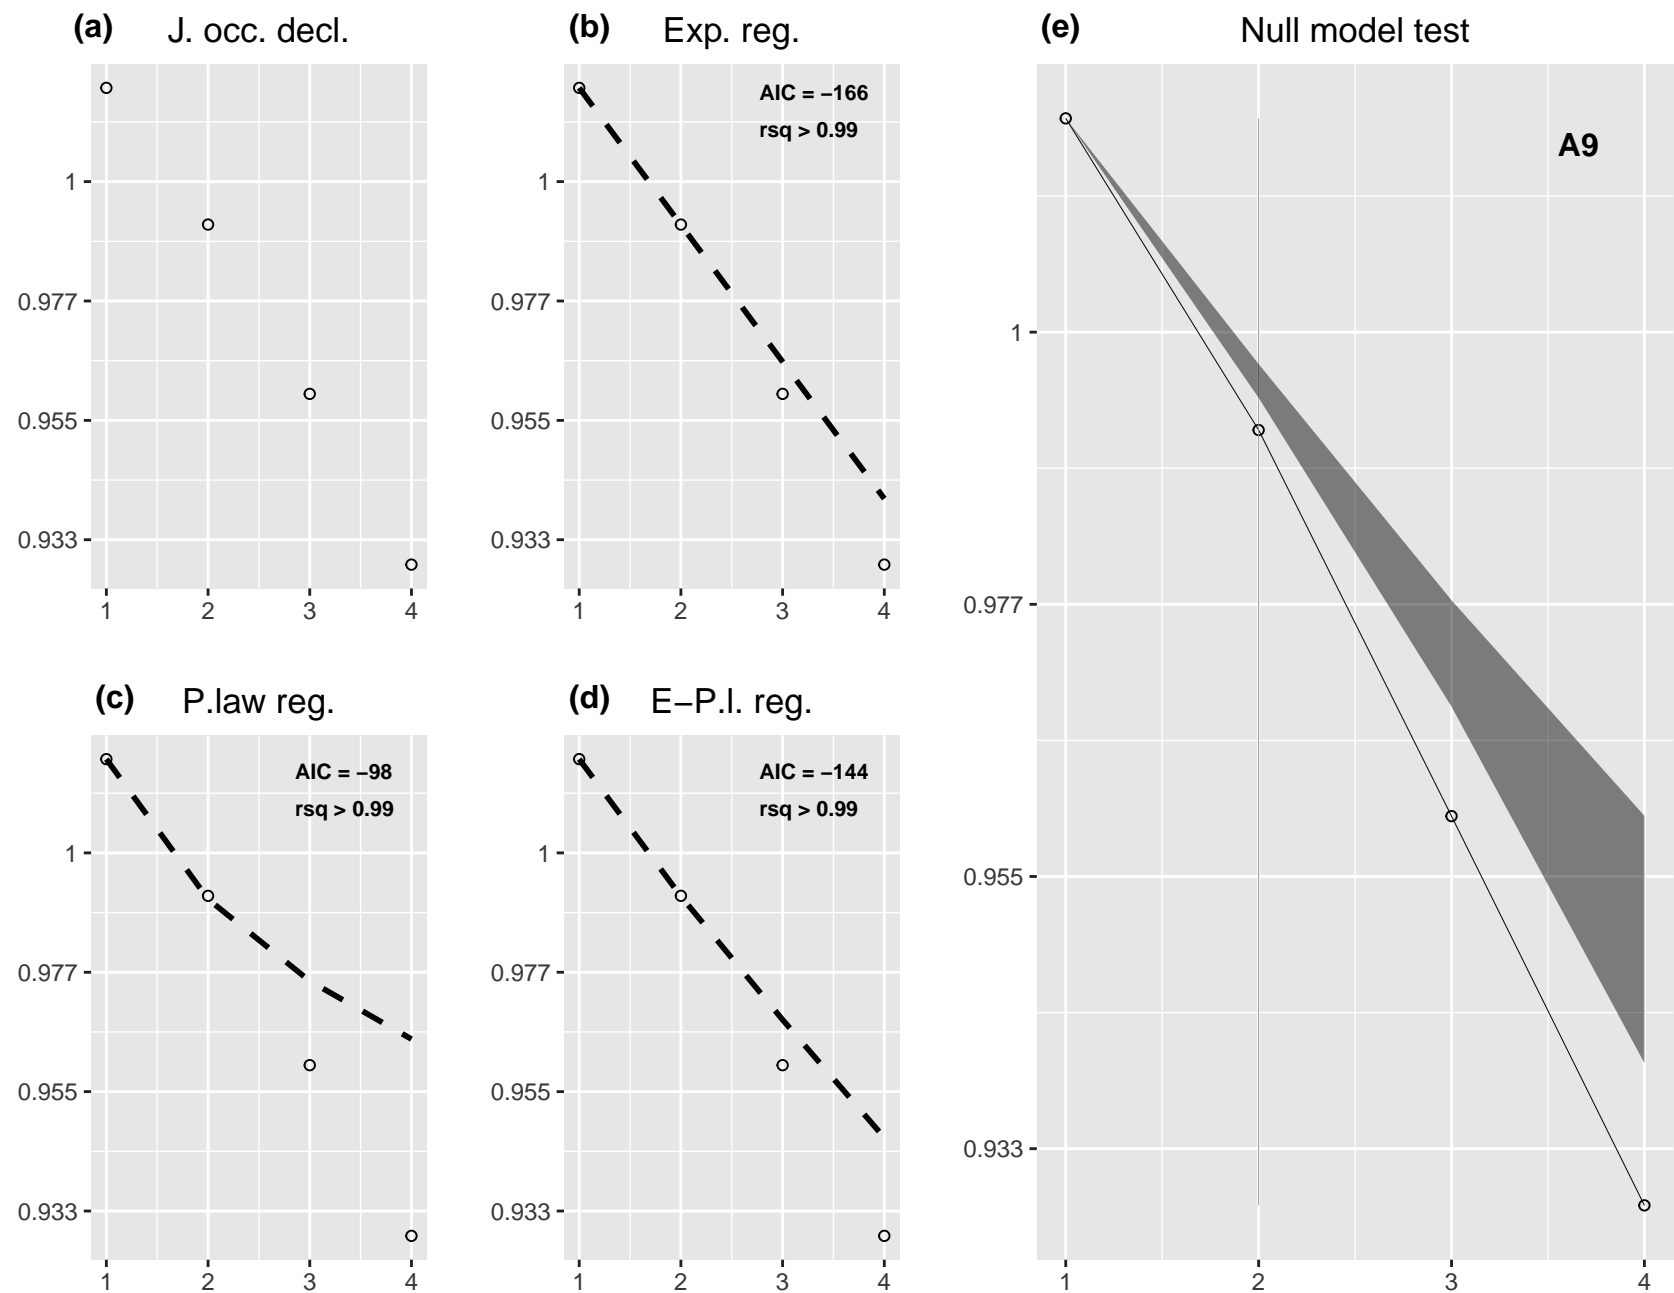 (a) J. occ. decl.
1
0.977
0.955
0.933
1 2 3 4
(b) Exp. reg.
AIC = −166
rsq > 0.99
1
0.977
0.955
0.933
1 2 3 4
(c) P.law reg.
AIC = −98
rsq > 0.99
1
0.977
0.955
0.933
1 2 3 4
(d) E−P.l. reg.
AIC = −144
rsq > 0.99
1
0.977
0.955
0.933
1 2 3 4
(e) Null model test
A9
1
0.977
0.955
0.933
1 2 3 4